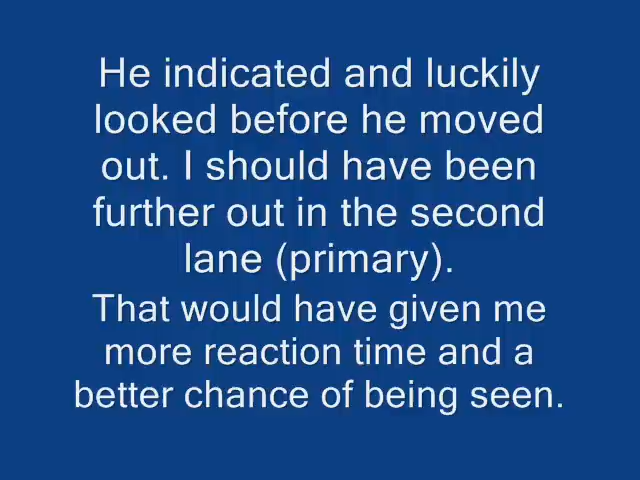 He indicated and luckily
looked before he moved
out. I should have been
further out in the second
lane (primary).
That would have given me
more reaction time and a
better chance of being seen.